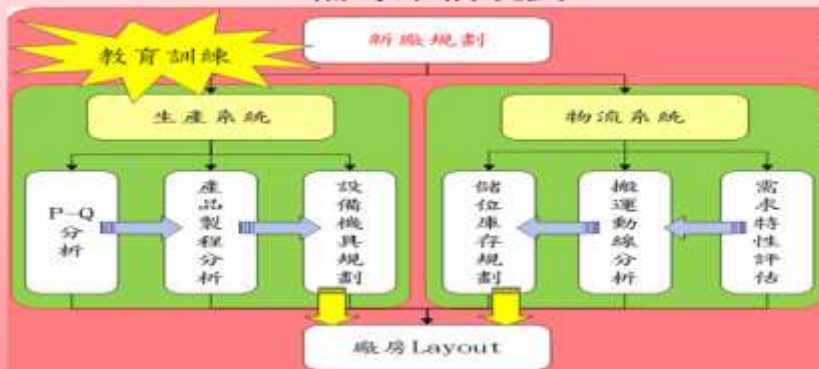 教育訓練
新廠規劃
生產系統
物流系統
P-Q
分析
產品製程分析
設備機具規劃
儲位庫存規劃
搬運動線分析
需求特性評估
廠房Layout